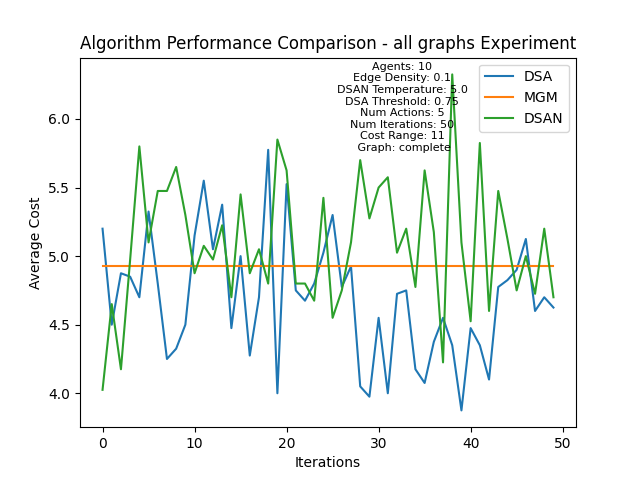 Algorithm Performance Comparison - all graphs Experiment
Agents: 10
Edge Density: 0.1
DSAN Temperature: 5.0
DSA Threshold: 0.75
Num Actions: 5
Num Iterations: 50
Cost Range: 11
Graph: complete
DSA
MGM
DSAN
Average Cost
6.0
5.5
5.0
4.5
4.0
0 10 20 30 40 50
Iterations